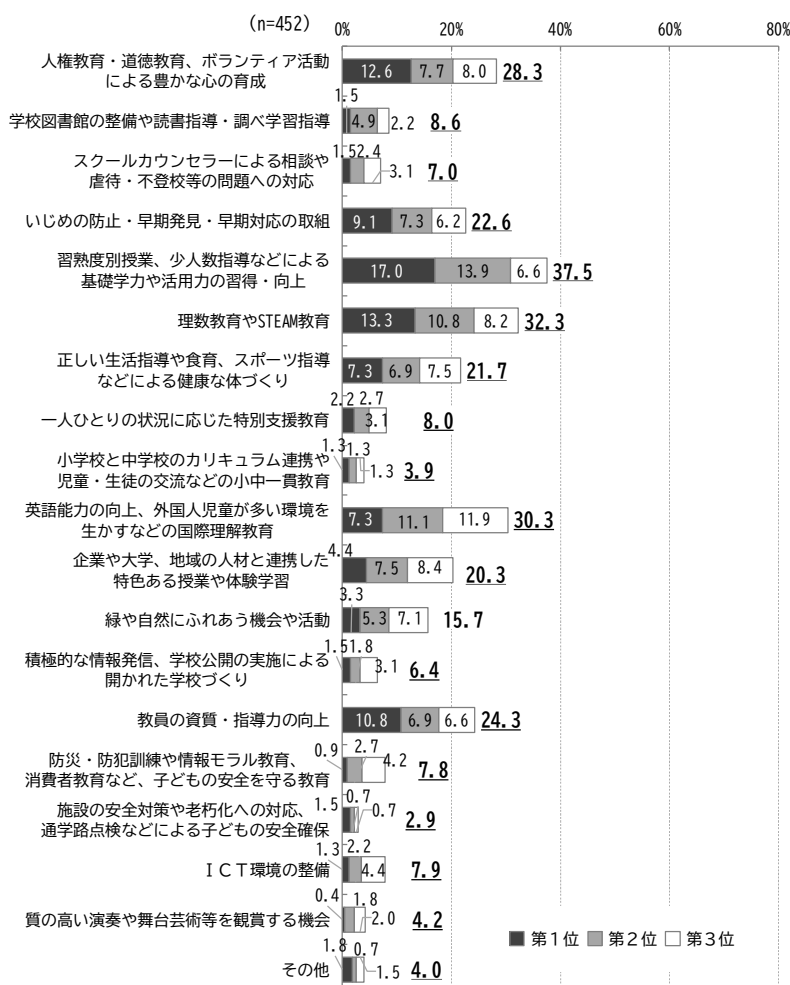 (n=452)
0% 20% 40% 60% 80%
人権教育・道徳教育、ボランティア活動
による豊かな心の育成
12.6 7.7 8.0 28.3
学校図書館の整備や読書指導・調べ学習指導
1.5 4.9 2.2 8.6
スクールカウンセラーによる相談や
虐待・不登校等の問題への対応
1.5 2.4 3.1 7.0
いじめの防止・早期発見・早期対応の取組
9.1 7.3 6.2 22.6
習熟度別授業、少人数指導などによる
基礎学力や活用力の習得・向上
17.0 13.9 6.6 37.5
理数教育やSTEAM教育
13.3 10.8 8.2 32.3
正しい生活指導や食育、スポーツ指導
などによる健康な体づくり
7.3 6.9 7.5 21.7
一人ひとりの状況に応じた特別支援教育
2.2 2.7 3.1 8.0
小学校と中学校のカリキュラム連携や
児童・生徒の交流などの小中一貫教育
1.3 1.3 1.3 3.9
英語能力の向上、外国人児童が多い環境を
生かすなどの国際理解教育
7.3 11.1 11.9 30.3
企業や大学、地域の人材と連携した
特色ある授業や体験学習
4.4 7.5 8.4 20.3
緑や自然にふれあう機会や活動
3.3 5.3 7.1 15.7
積極的な情報発信、学校公開の実施による
開かれた学校づくり
1.5 1.8 3.1 6.4
教員の資質・指導力の向上
10.8 6.9 6.6 24.3
防災・防犯訓練や情報モラル教育、
消費者教育など、子どもの安全を守る教育
0.9 2.7 4.2 7.8
施設の安全対策や老朽化への対応、
通学路点検などによる子どもの安全確保
1.5 0.7 0.7 2.9
ＩＣＴ環境の整備
1.3 2.2 4.4 7.9
質の高い演奏や舞台芸術等を観賞する機会
0.4 1.8 2.0 4.2
その他
1.8 0.7 1.5 4.0
第１位 第２位 第３位